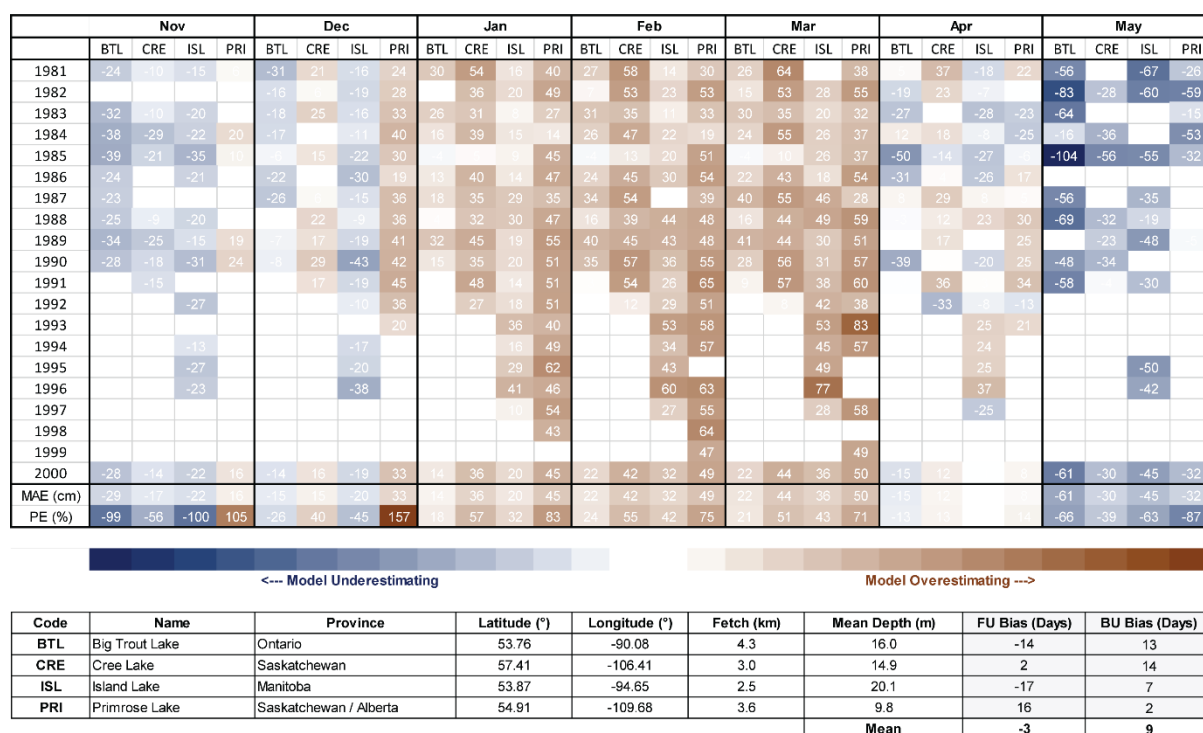 Nov Dec Jan Feb Mar Apr May
BTL CRE ISL PRI BTL CRE ISL PRI BTL CRE ISL PRI BTL CRE ISL PRI BTL CRE ISL PRI BTL CRE ISL PRI BTL CRE ISL PRI
1981 -24 -10 -15 -31 21 -16 24 30 54 16 40 27 58 14 30 26 64 38 37 -18 22 -56 -67 -26
1982 -16 -19 28 36 20 49 7 53 23 53 15 53 28 55 -19 23 -7 -83 -28 -60 -59
1983 -32 -10 -20 -18 25 -16 33 26 31 27 31 35 11 33 30 35 20 32 -27 -28 -23 -64 -15
1984 -38 -29 -22 20 -17 -11 40 16 39 15 14 26 47 22 19 24 55 26 37 12 18 -8 -25 -16 -36 -53
1985 -39 -21 -35 10 15 -22 30 9 45 13 20 51 10 26 37 -50 -14 -27 -104 -56 -55 -32
1986 -24 -21 -22 -30 19 13 40 14 47 24 45 30 54 22 43 18 54 -31 -26 17
1987 -23 -26 -15 36 18 35 29 35 34 54 39 40 55 46 28 29 -56 -35
1988 -25 -9 -20 22 -9 36 32 30 47 16 39 44 48 16 44 49 59 12 23 30 -69 -32 -19
1989 -34 -25 -15 19 -7 17 -19 41 32 45 19 55 40 45 43 48 41 44 30 51 17 25 -23 -48
1990 -28 -18 -31 24 -8 29 -43 42 15 35 20 51 35 57 36 55 28 56 31 57 -39 -20 25 -48 -34
1991 -15 17 -19 45 48 14 51 54 26 65 9 57 38 60 36 34 -58 -30
1992 -27 -10 36 27 18 51 12 29 51 42 38 -33 -8 -13
1993 20 36 40 53 58 53 83 25 21
1994 -13 -17 16 49 34 57 45 57 24
1995 -27 -20 29 62 43 49 25 -50
1996 -23 -38 41 46 60 63 77 37 -42
1997 10 54 27 55 28 58 -25
1998 43 64
1999 47 49
2000 -28 -14 -22 16 -14 16 -19 33 14 36 20 45 22 42 32 49 22 44 36 50 -15 12 -61 -30 -45 -32
MAE (cm) -29 -17 -22 16 -15 15 -20 33 14 36 20 45 22 42 32 49 22 44 36 50 -15 12 -61 -30 -45 -32
PE (%) -99 -56 -100 105 -26 40 -45 157 18 57 32 83 24 55 42 75 21 51 43 71 -13 13 14 -66 -39 -63 -87
<--- Model Underestimating Model Overestimating --->
Code Name Province Latitude (°) Longitude (°) Fetch (km) Mean Depth (m) FU Bias (Days) BU Bias (Days)
BTL Big Trout Lake Ontario 53.76 -90.08 4.3 16.0 -14 13
CRE Cree Lake Saskatchewan 57.41 -106.41 3.0 14.9 2 14
ISL Island Lake Manitoba 53.87 -94.65 2.5 20.1 -17 7
PRI Primrose Lake Saskatchewan / Alberta 54.91 -109.68 3.6 9.8 16 2
Mean -3 9